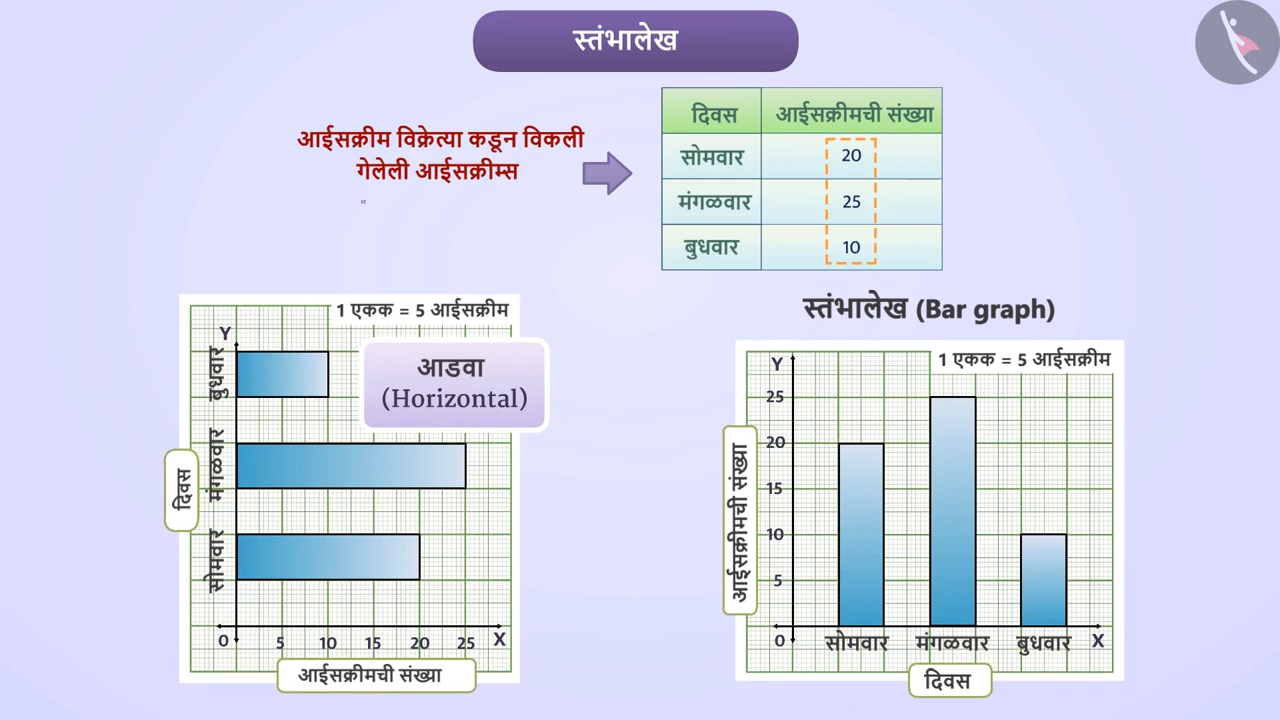 स्तंभालेख
आईसक्रीम विक्रेत्या कडून विकली
गेलेली आईसक्रीम्स
दिवस आईसक्रीमची संख्या
सोमवार 20
मंगळवार 25
बुधवार 10
1 एकक = 5 आईसक्रीम
Y
आडवा
(Horizontal)
बुधवार
मंगळवार
सोमवार
दिवस
0 5 10 15 20 25 X
आईसक्रीमची संख्या
स्तंभालेख (Bar graph)
1 एकक = 5 आईसक्रीम
Y
25
20
15
10
5
0
आईसक्रीमची संख्या
सोमवार मंगळवार बुधवार X
दिवस